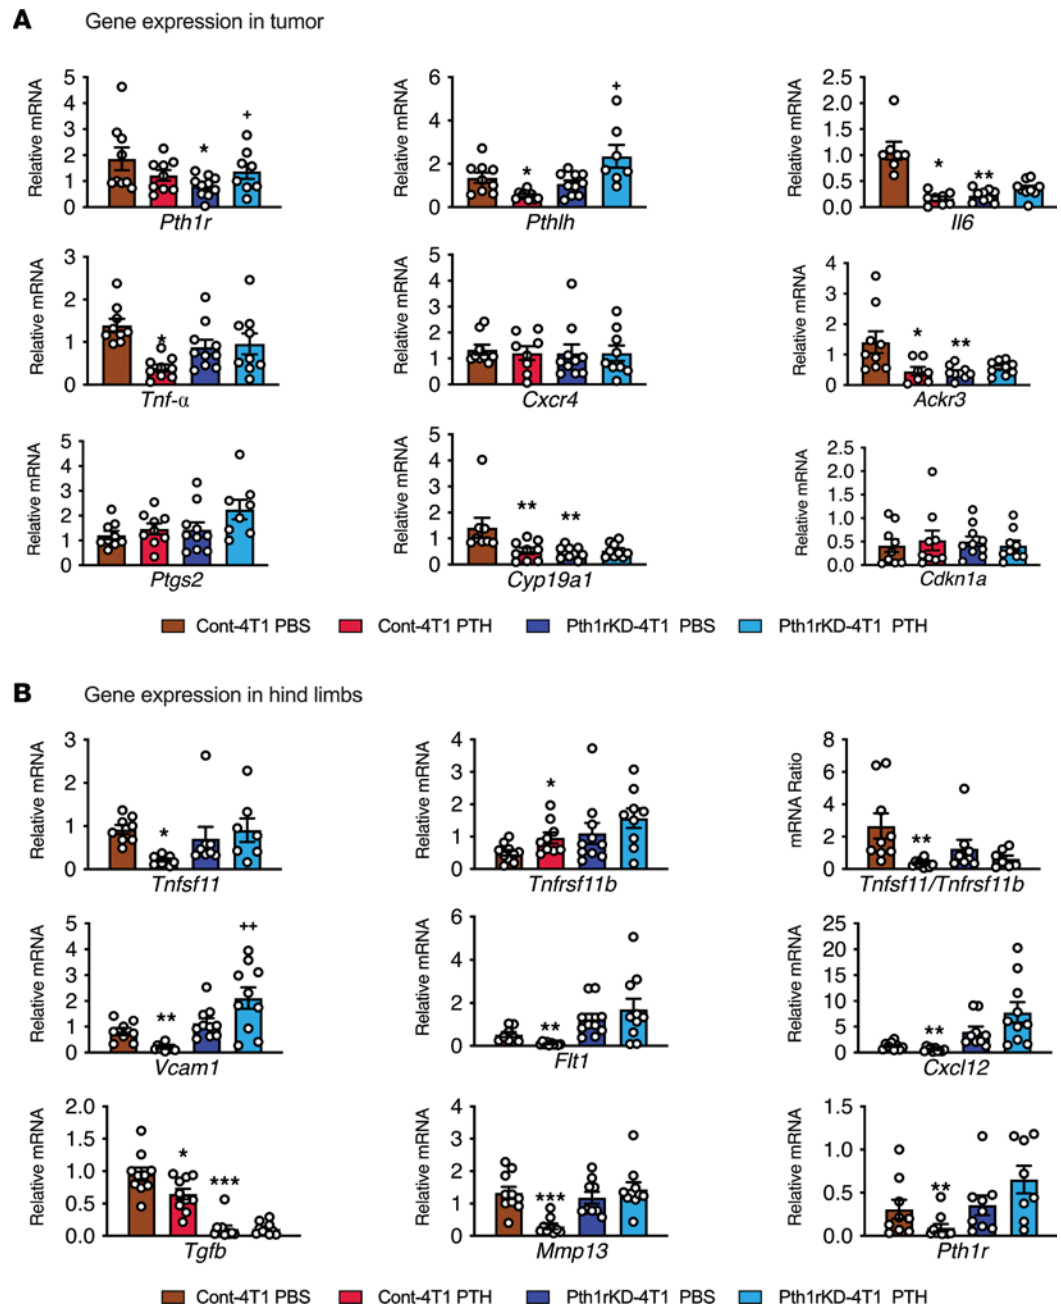 A Gene expression in tumor
Relative mRNA 5 4 3 2 1 0 * + Pth1r
Relative mRNA 6 4 2 0 * + Pthlh
Relative mRNA 2.5 2.0 1.5 1.0 0.5 0.0 * ** Il6
Relative mRNA 3 2 1 0 * Tnf-α
Relative mRNA 5 4 3 2 1 0 Cxcr4
Relative mRNA 4 3 2 1 0 * ** Ackr3
Relative mRNA 5 4 3 2 1 0 Ptgs2
Relative mRNA 5 4 3 2 1 0 ** ** Cyp19a1
Relative mRNA 2.5 2.0 1.5 1.0 0.5 0.0 Cdkn1a
Cont-4T1 PBS Cont-4T1 PTH Pth1rKD-4T1 PBS Pth1rKD-4T1 PTH
B Gene expression in hind limbs
Relative mRNA 3 2 1 0 * Tnfsf11
Relative mRNA 4 3 2 1 0 * Tnfrsf11b
mRNA Ratio 8 6 4 2 0 ** Tnfsf11/Tnfrsf11b
Relative mRNA 5 4 3 2 1 0 ** ++ Vcam1
Relative mRNA 6 4 2 0 ** Flt1
Relative mRNA 25 20 15 10 5 0 ** Cxcl12
Relative mRNA 2.0 1.5 1.0 0.5 0.0 * *** Tgfb
Relative mRNA 4 3 2 1 0 *** Mmp13
Relative mRNA 1.5 1.0 0.5 0.0 ** Pth1r
Cont-4T1 PBS Cont-4T1 PTH Pth1rKD-4T1 PBS Pth1rKD-4T1 PTH